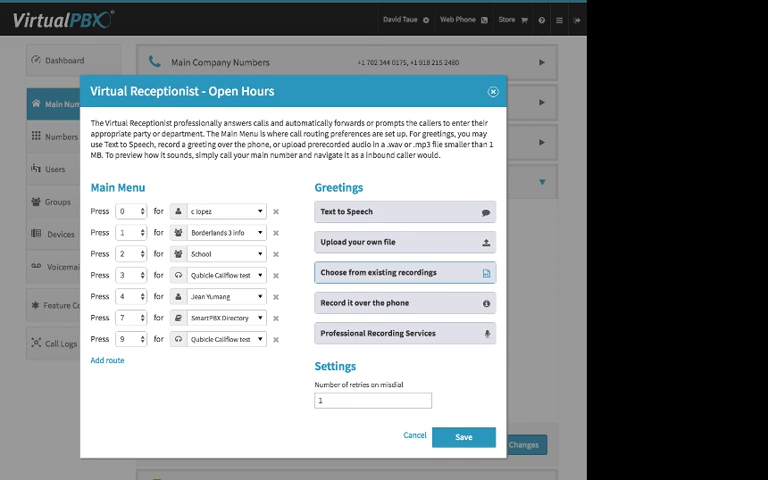 VirtualPBX
David Taue
Web Phone
Store
Dashboard
Main Company Numbers
+1 702 344 0175, +1 918 215 2480
Main Num
Numbers
Users
Groups
Devices
Voicema
Feature Co
Call Logs
Virtual Receptionist - Open Hours
The Virtual Receptionist professionally answers calls and automatically forwards or prompts the callers to enter their
appropriate party or department. The Main Menu is where call routing preferences are set up. For greetings, you may
use Text to Speech, record a greeting over the phone, or upload prerecorded audio in a .wav or .mp3 file smaller than 1
MB. To preview how it sounds, simply call your main number and navigate it as inbound caller would.
Main Menu
Press 0 for c lopez
Press 1 for Borderlands 3 info
Press 2 for School
Press 3 for Qubicle Callflow test
Press 4 for Jean Yumang
Press 7 for SmartPBX Directory
Press 9 for Qubicle Callflow test
Add route
Greetings
Text to Speech
Upload your own file
Choose from existing recordings
Record it over the phone
Professional Recording Services
Settings
Number of retries on misdial
1
Cancel
Save
Changes